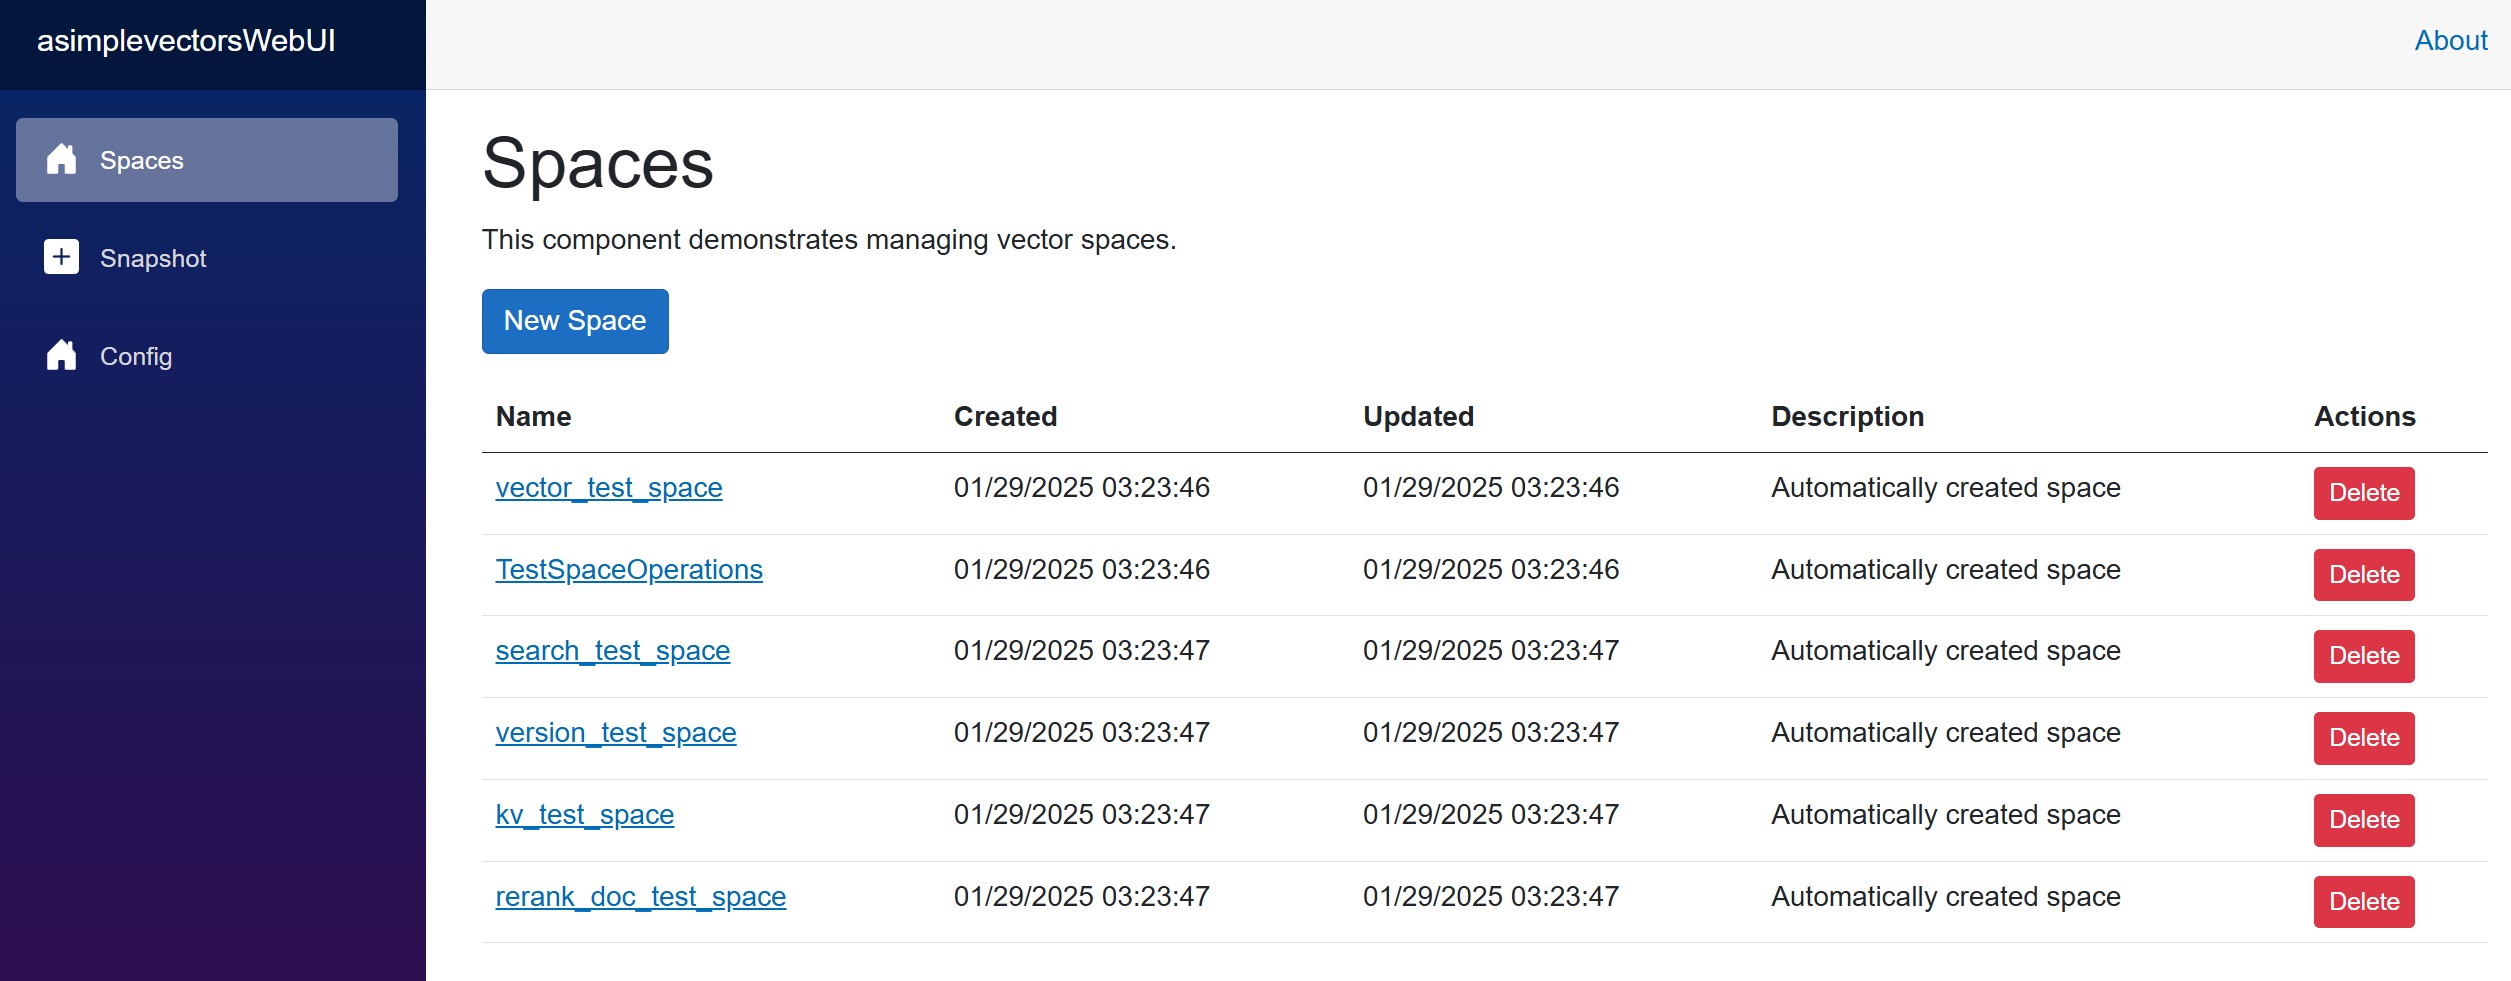 asimplevectorsWebUI
About
Spaces
Snapshot
Config
Spaces
This component demonstrates managing vector spaces.
New Space
Name Created Updated Description Actions
vector_test_space 01/29/2025 03:23:46 01/29/2025 03:23:46 Automatically created space Delete
TestSpaceOperations 01/29/2025 03:23:46 01/29/2025 03:23:46 Automatically created space Delete
search_test_space 01/29/2025 03:23:47 01/29/2025 03:23:47 Automatically created space Delete
version_test_space 01/29/2025 03:23:47 01/29/2025 03:23:47 Automatically created space Delete
kv_test_space 01/29/2025 03:23:47 01/29/2025 03:23:47 Automatically created space Delete
rerank_doc_test_space 01/29/2025 03:23:47 01/29/2025 03:23:47 Automatically created space Delete